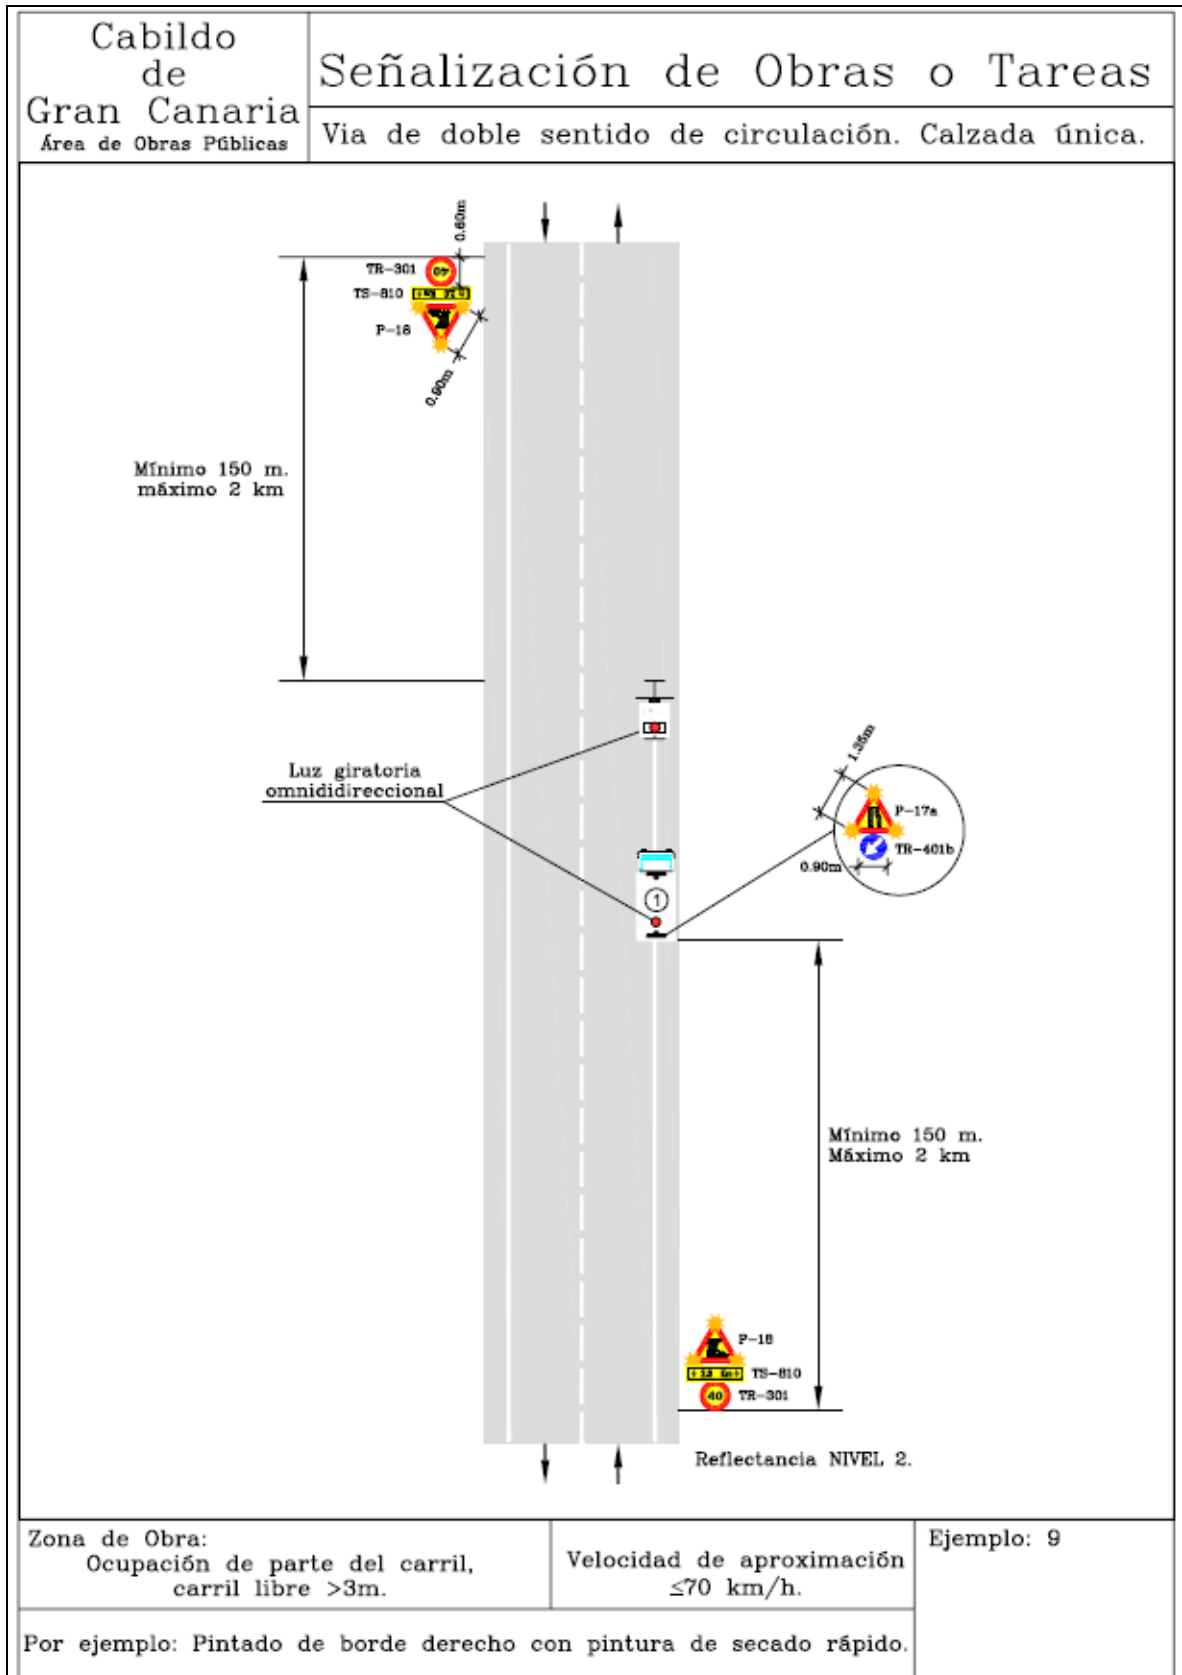 Cabildo
de
Gran Canaria
Área de Obras Públicas
Señalización de Obras o Tareas
Via de doble sentido de circulación. Calzada única.
0.60m
TR-301
40
TS-810
P-18
0.90m
Mínimo 150 m.
máximo 2 km
Luz giratoria
omnididireccional
1.35m
P-17a
TR-401b
0.90m
1
Mínimo 150 m.
Máximo 2 km
P-18
TS-810
40
TR-301
Reflectancia NIVEL 2.
Zona de Obra:
Ocupación de parte del carril,
carril libre >3m.
Velocidad de aproximación
≤70 km/h.
Ejemplo: 9
Por ejemplo: Pintado de borde derecho con pintura de secado rápido.